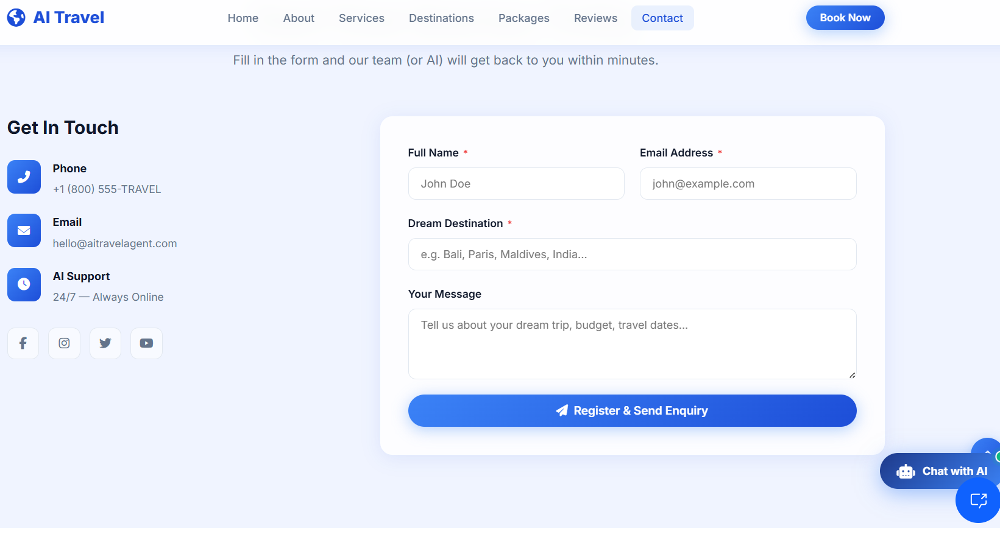 AI Travel
Home
About
Services
Destinations
Packages
Reviews
Contact
Book Now
Fill in the form and our team (or AI) will get back to you within minutes.
Get In Touch
Phone
+1 (800) 555-TRAVEL
Email
hello@aitravelagent.com
AI Support
24/7 — Always Online
Full Name *
John Doe
Email Address *
john@example.com
Dream Destination *
e.g. Bali, Paris, Maldives, India...
Your Message
Tell us about your dream trip, budget, travel dates...
Register & Send Enquiry
Chat with AI